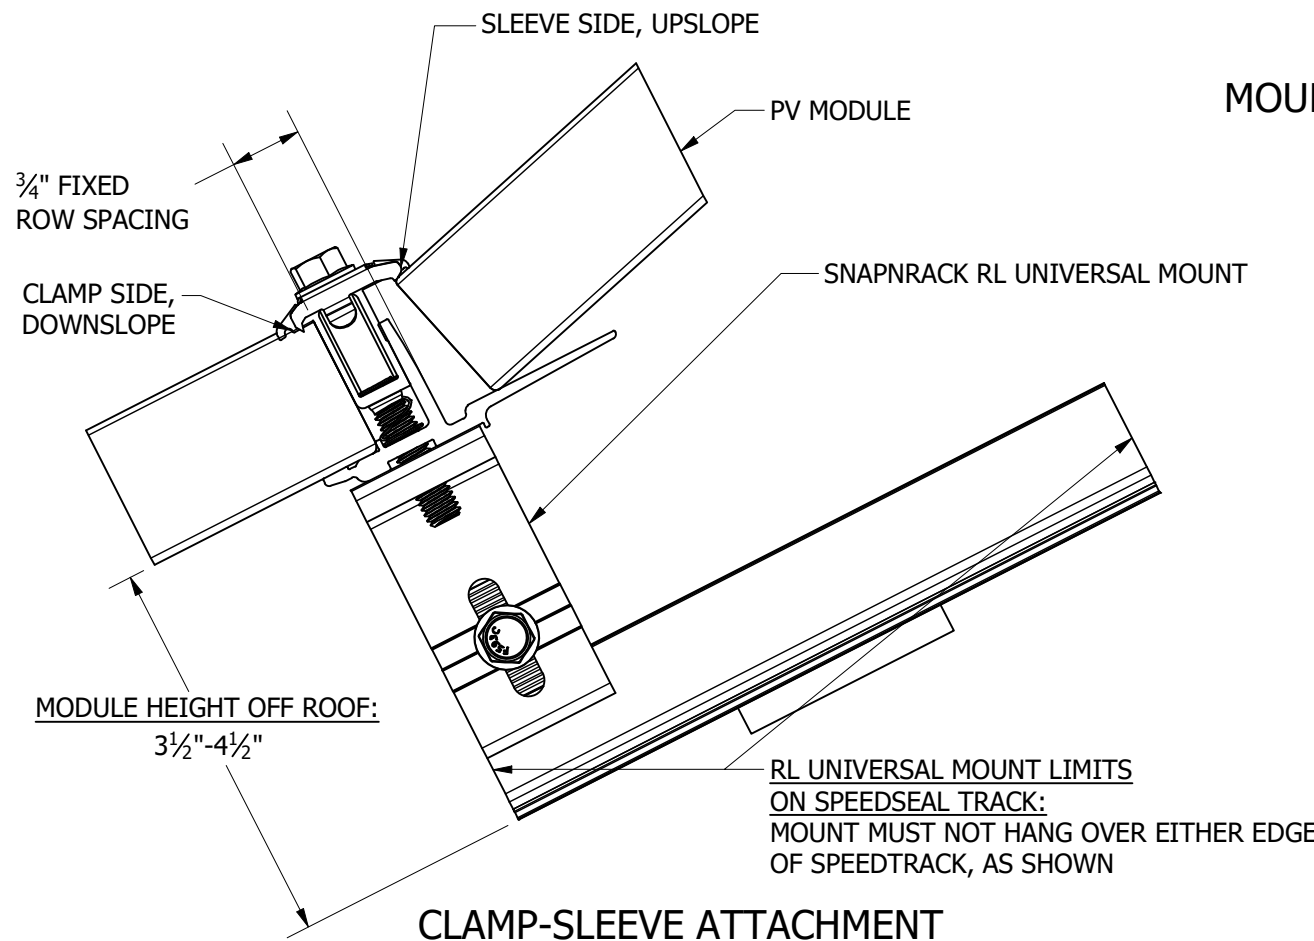 SLEEVE SIDE, UPSLOPE
PV MODULE
MOU
¾" FIXED
ROW SPACING
SNAPNRACK RL UNIVERSAL MOUNT
CLAMP SIDE,
DOWNSLOPE
MODULE HEIGHT OFF ROOF:
3½"-4½"
RL UNIVERSAL MOUNT LIMITS
ON SPEEDSEAL TRACK:
MOUNT MUST NOT HANG OVER EITHER EDGE
OF SPEEDTRACK, AS SHOWN
CLAMP-SLEEVE ATTACHMENT